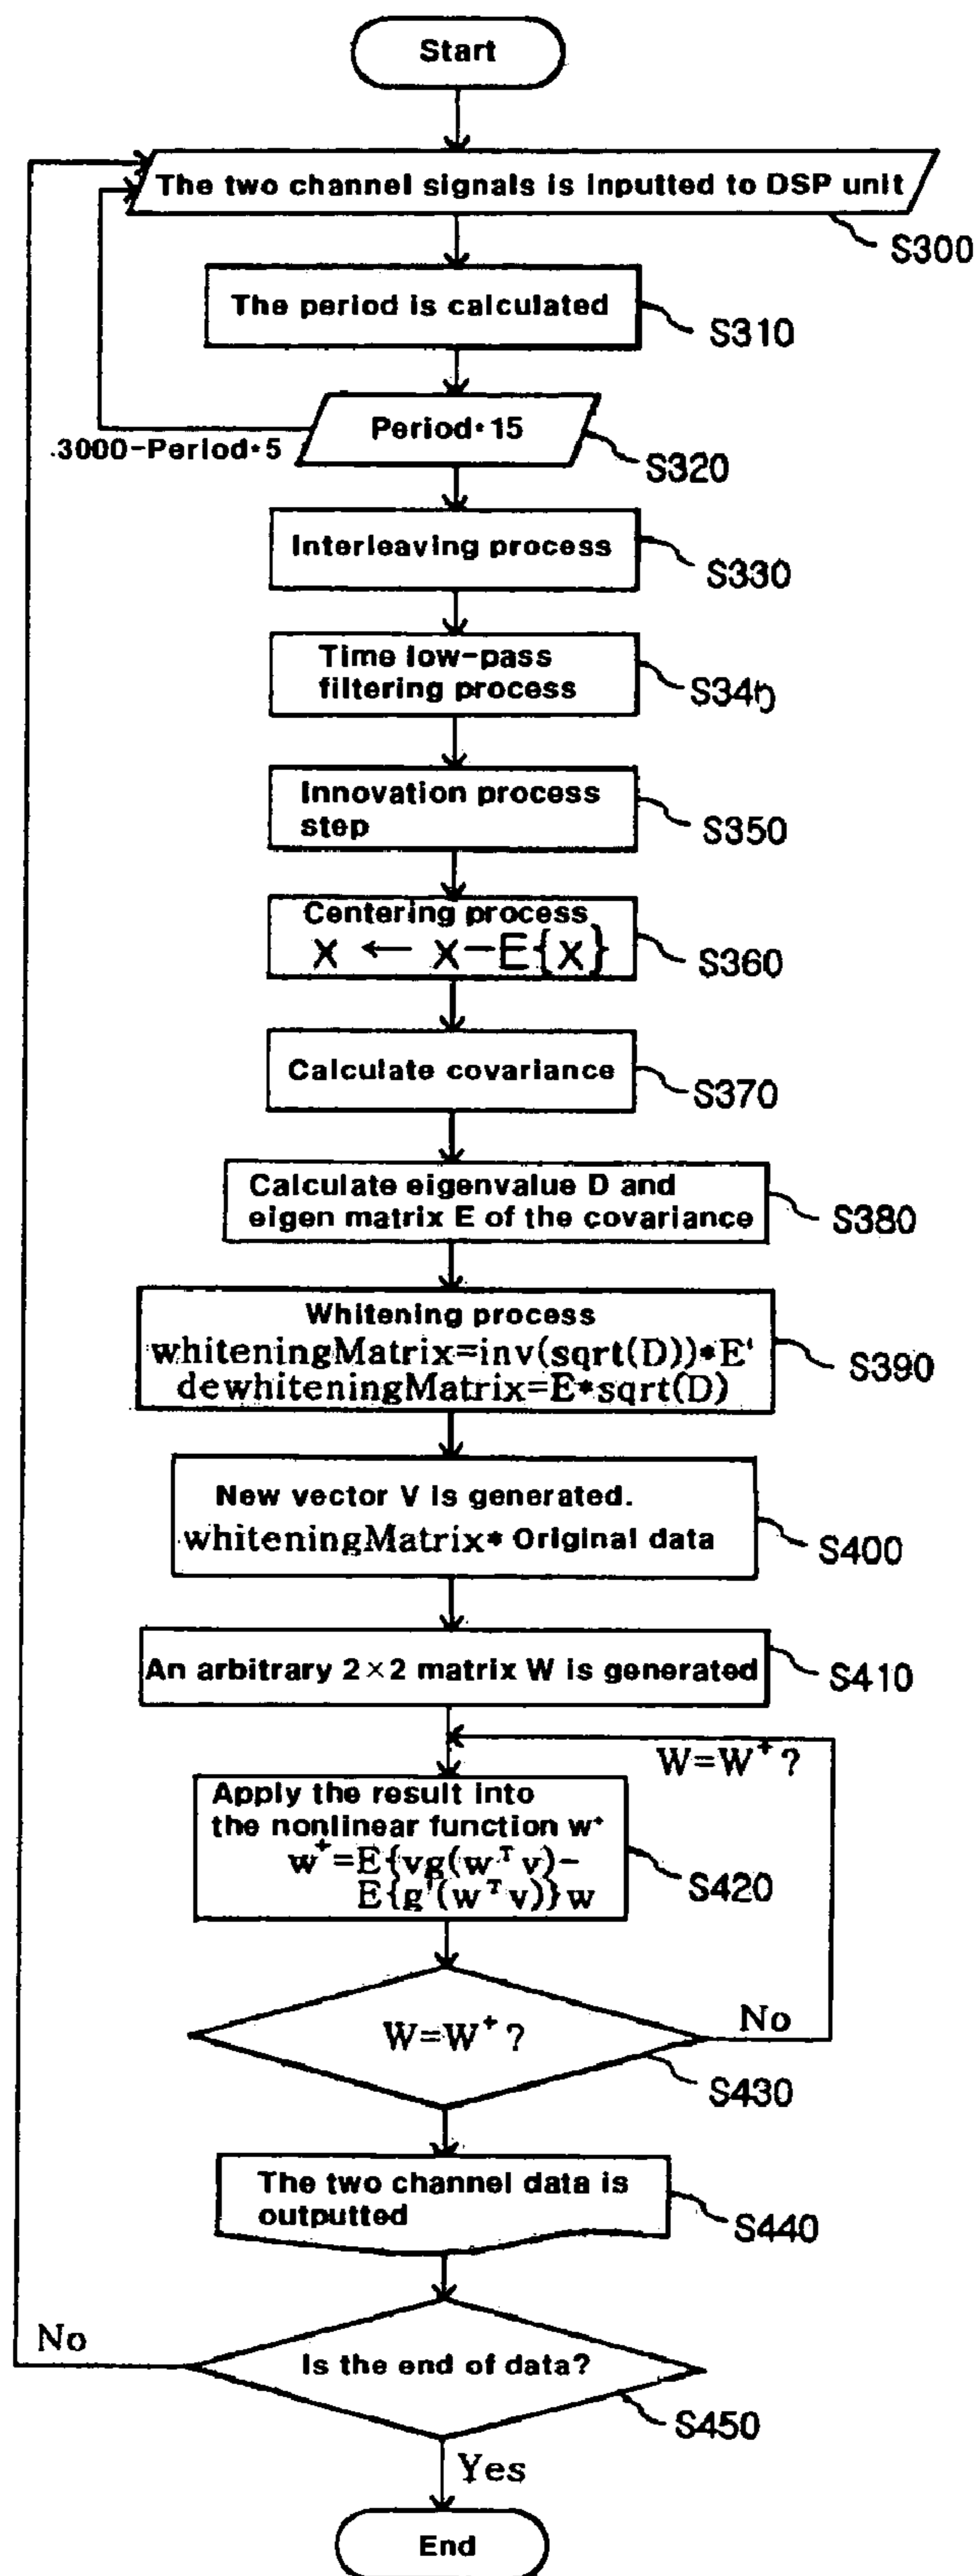 Start
The two channel signals is inputted to DSP unit
S300
The period is calculated
S310
Period*15
S320
3000-Period*5
Interleaving process
S330
Time low-pass
filtering process
S340
Innovation process
step
S350
Centering process
x ← x-E{x}
S360
Calculate covariance
S370
Calculate eigenvalue D and
eigen matrix E of the covariance
S380
Whitening process
whiteningMatrix=inv(sqrt(D))*E'
dewhiteningMatrix=E*sqrt(D)
S390
New vector V is generated.
whiteningMatrix* Original data
S400
An arbitrary 2×2 matrix W is generated
S410
W=W⁺?
Apply the result into
the nonlinear function w⁺
w⁺=E{vg(wᵀv)-
E{g'(wᵀv)}w
S420
W=W⁺?
No
S430
The two channel data is
outputted
S440
No
Is the end of data?
S450
Yes
End